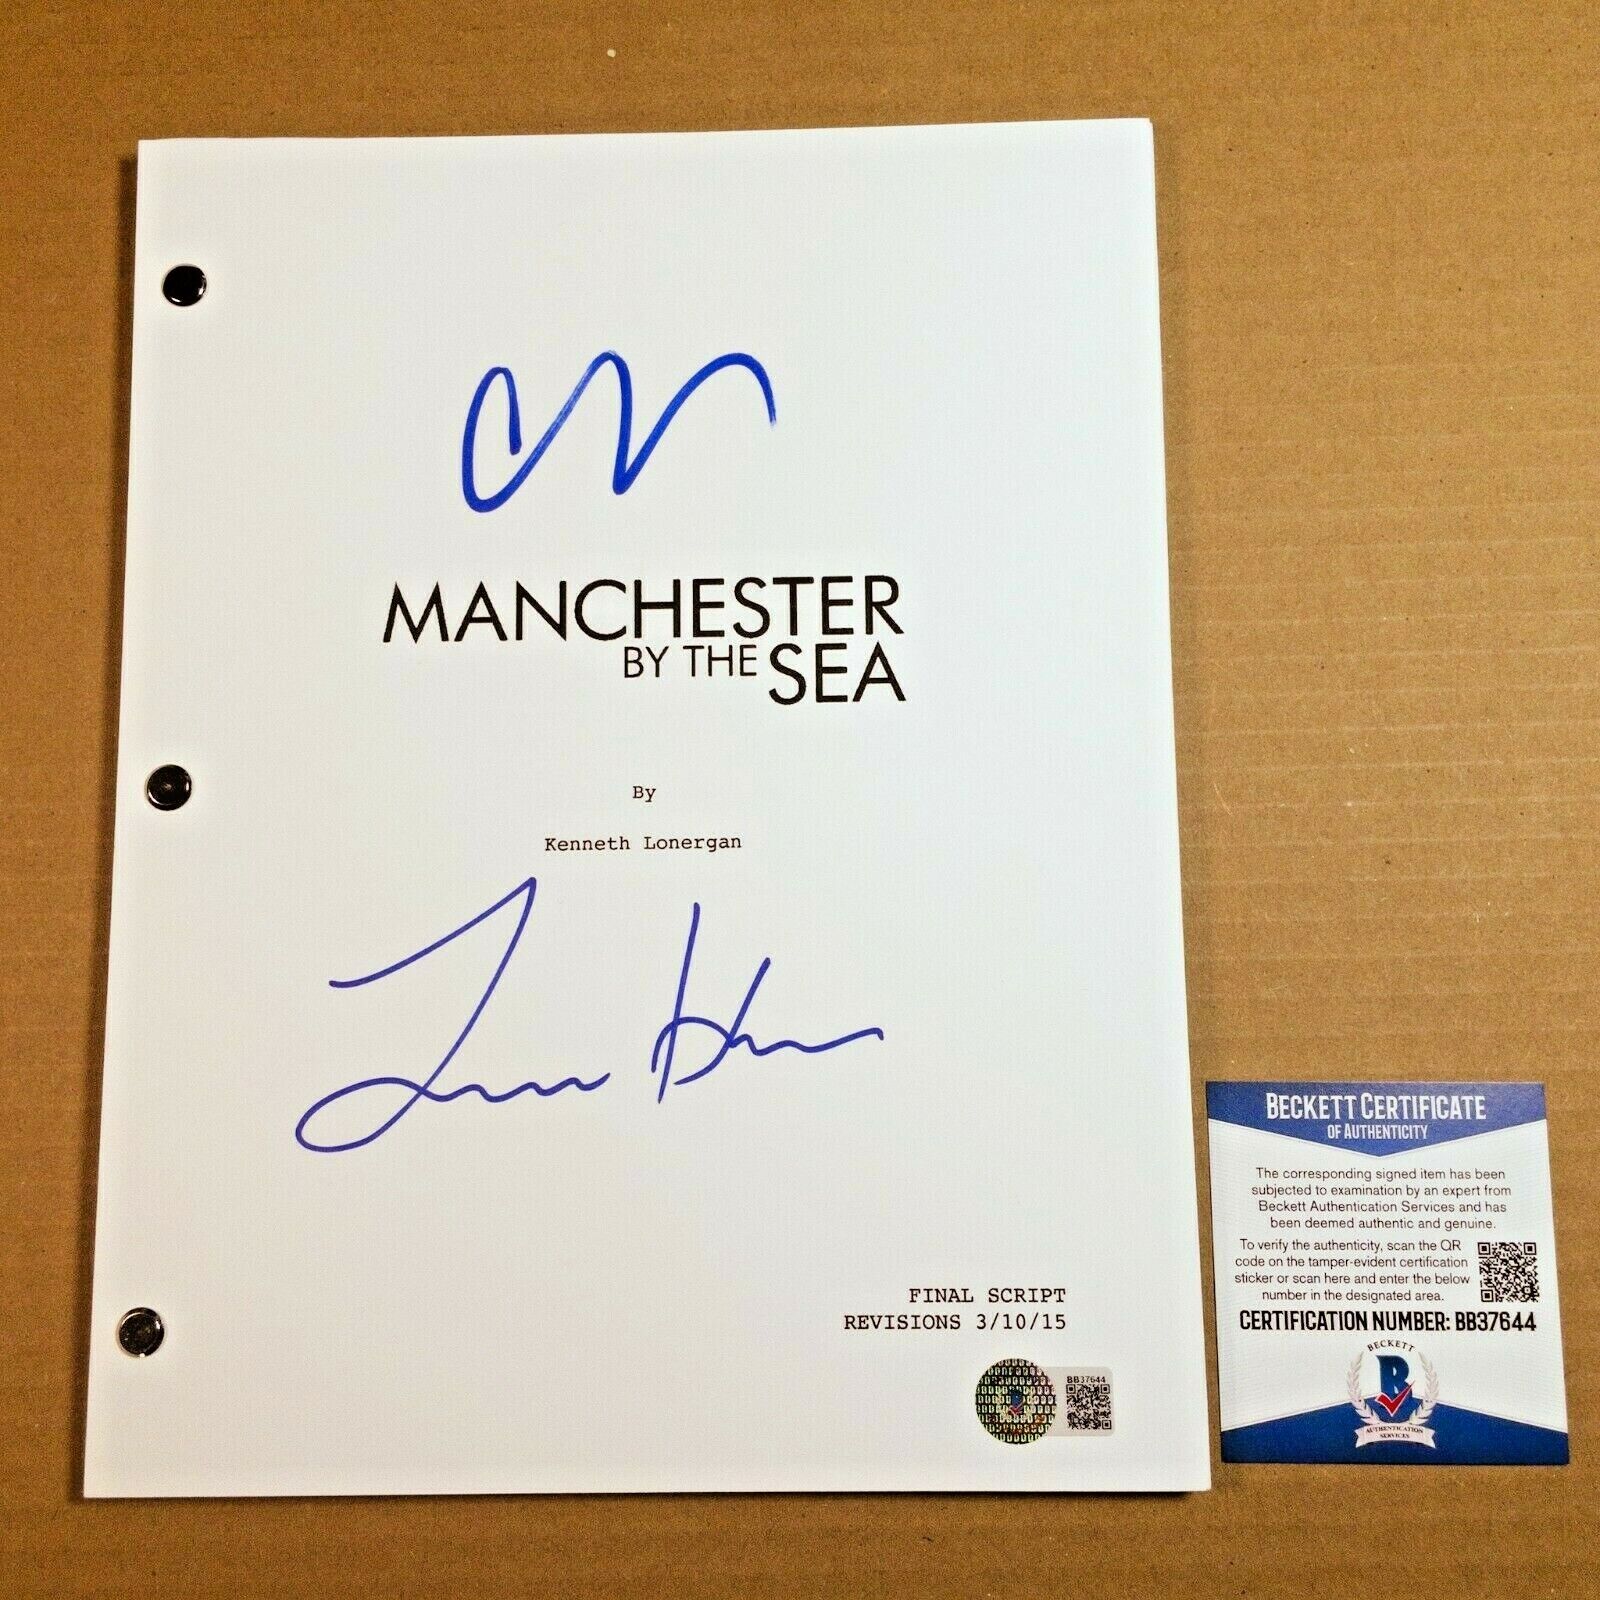 MANCHESTER
BY THE SEA
By
Kenneth Lonergan
FINAL SCRIPT
REVISIONS 3/10/15
BB37644
BECKETT CERTIFICATE
OF AUTHENTICITY
The corresponding signed item has been
subjected to examination by an expert from
Beckett Authentication Services and has
been deemed authentic and genuine.
To verify the authenticity, scan the QR
code on the tamper-evident certification
sticker or scan here and enter the below
number in the designated area.
CERTIFICATION NUMBER: BB37644
BECKETT
B
AUTHENTICATION
SERVICES